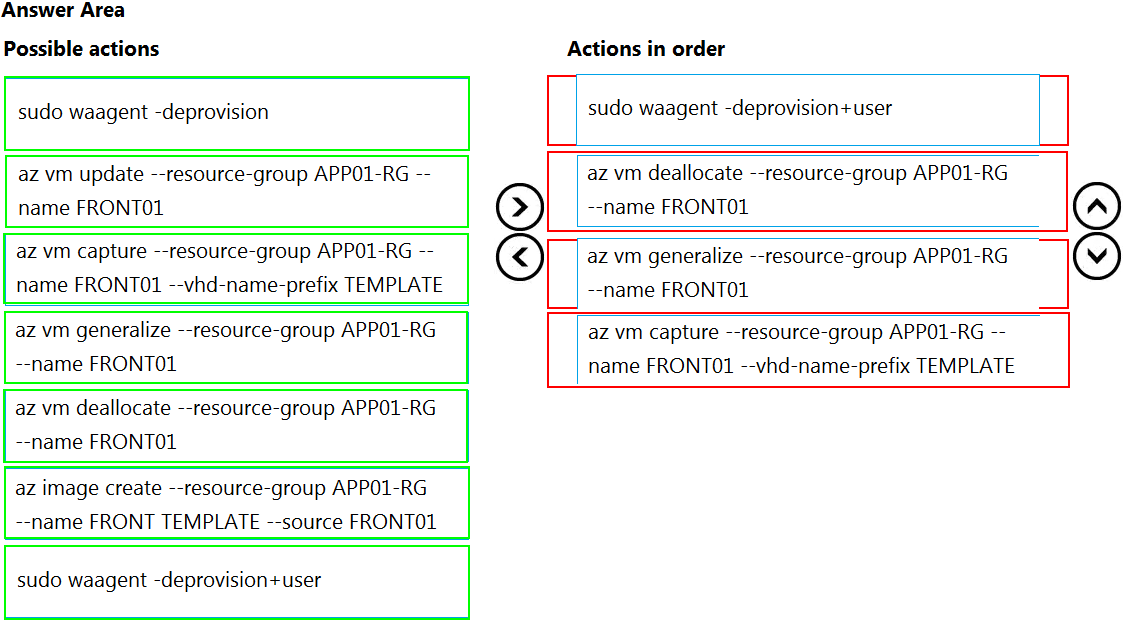 Answer Area
Possible actions
sudo waagent -deprovision
az vm update --resource-group APP01-RG --
name FRONT01
az vm capture --resource-group APP01-RG --
name FRONT01 --vhd-name-prefix TEMPLATE
az vm generalize --resource-group APP01-RG
--name FRONT01
az vm deallocate --resource-group APP01-RG
--name FRONT01
az image create --resource-group APP01-RG
--name FRONT TEMPLATE --source FRONT01
sudo waagent -deprovision+user
Actions in order
sudo waagent -deprovision+user
az vm deallocate --resource-group APP01-RG
--name FRONT01
az vm generalize --resource-group APP01-RG
--name FRONT01
az vm capture --resource-group APP01-RG --
name FRONT01 --vhd-name-prefix TEMPLATE